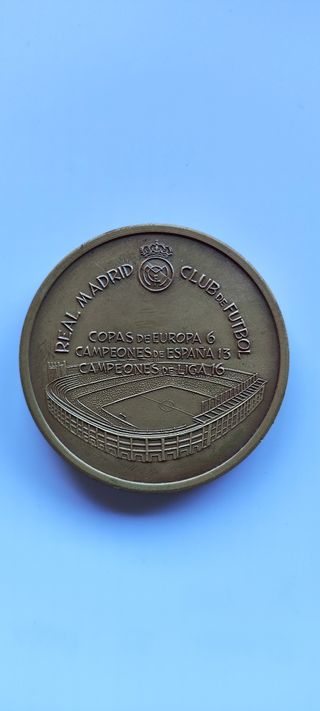 REAL MADRID CLUB DE FUTBOL
COPAS DE EUROPA 6
CAMPEONES DE ESPAÑA 13
CAMPEONES DE LIGA 16